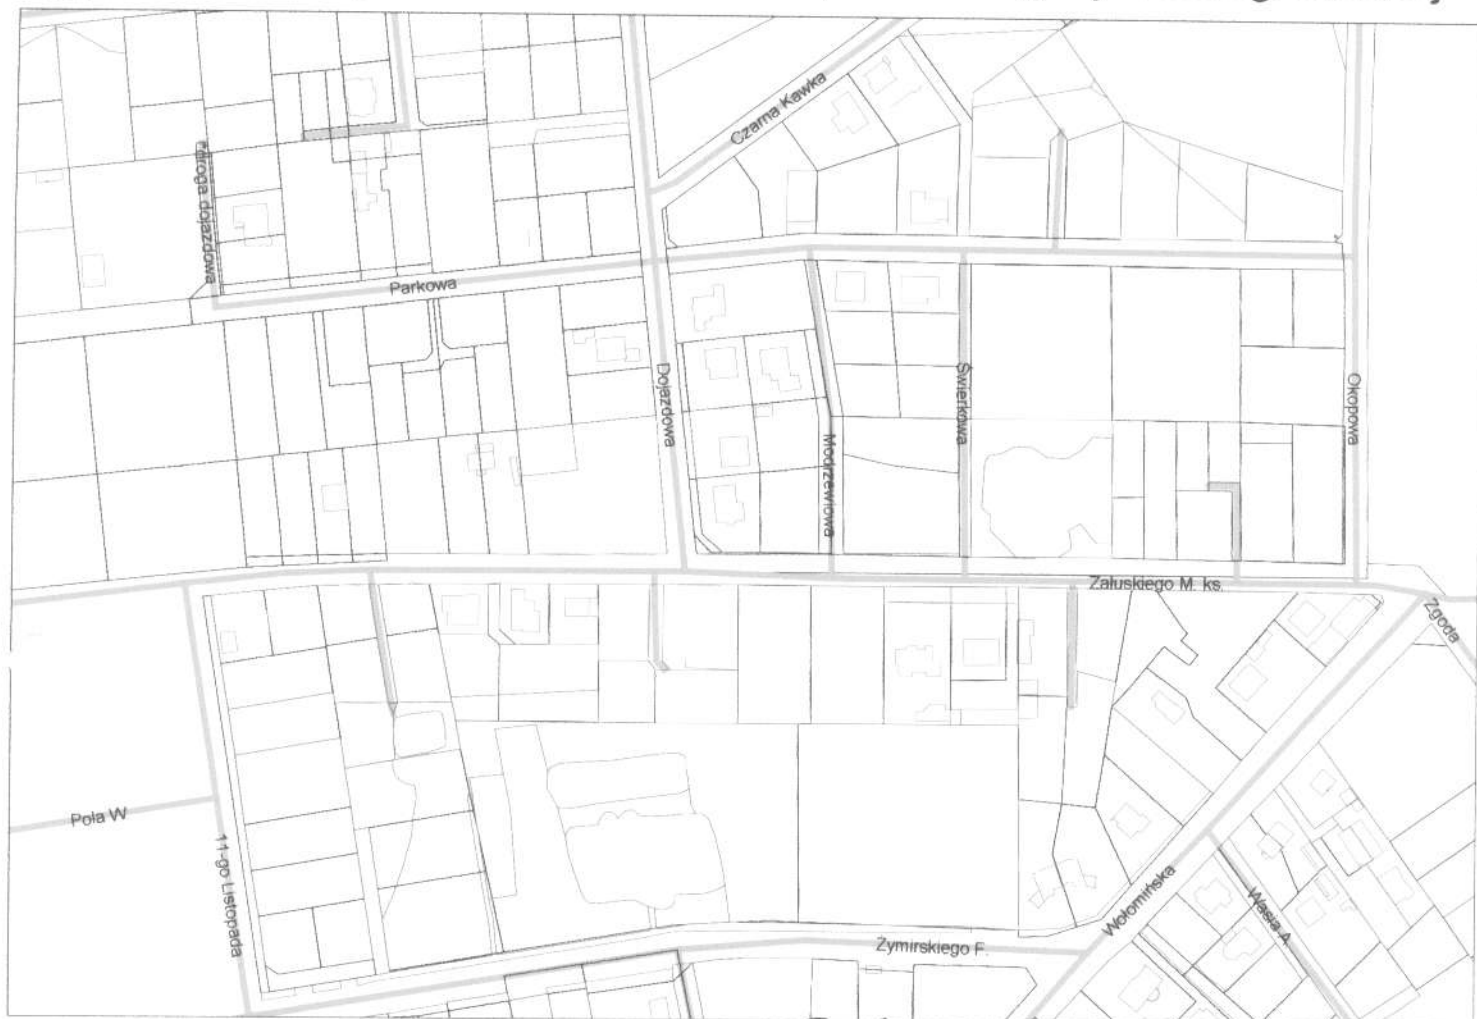 Czarna Kawka
droga dojazdowa
Parkowa
Dojazdowa
Świerkowa
Okopowa
Modrzewiowa
Załuskiego M. ks.
Zgoda
Pola W
11-go Listopada
Wołomińska
Wasia A.
Żymirskiego F.